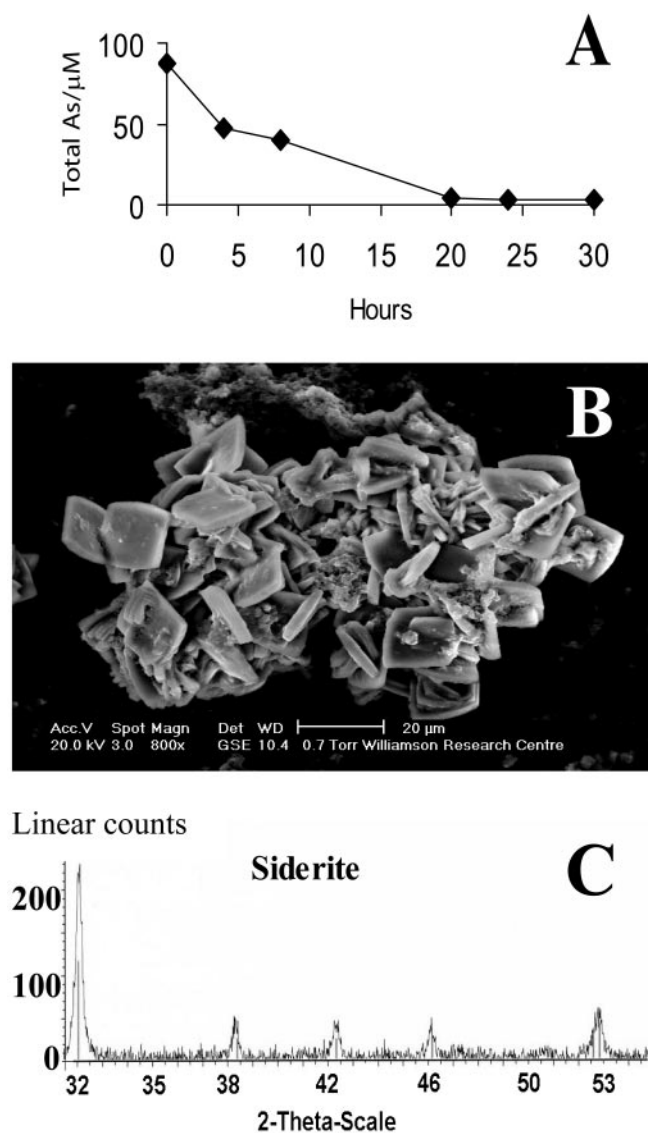 A
Total As/μM
100
50
0
0 5 10 15 20 25 30
Hours
B
Acc.V Spot Magn Det WD 20 μm
20.0 kV 3.0 800x GSE 10.4 0.7 Torr Williamson Research Centre
Linear counts
Siderite
C
200
100
0
32 35 38 42 46 50 53
2-Theta-Scale